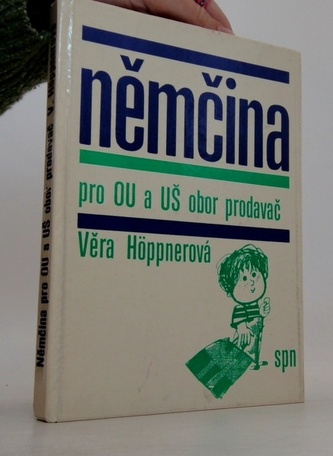 němčina
pro OU a UŠ obor prodavač
Věra Höppnerová
spn
Němčina pro OU a UŠ obor prodavač V.